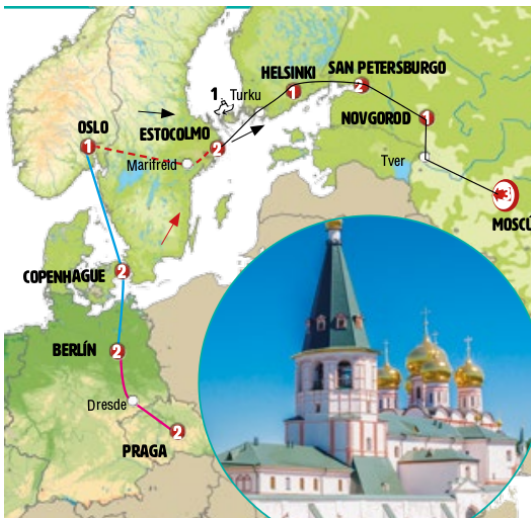 HELSINKI
1
SAN PETERSBURGO
2
1
Turku
NOVGOROD
1
OSLO
1
ESTOCOLMO
2
Marifreld
Tver
3
MOSCÚ
COPENHAGUE
2
BERLÍN
2
Dresde
PRAGA
2